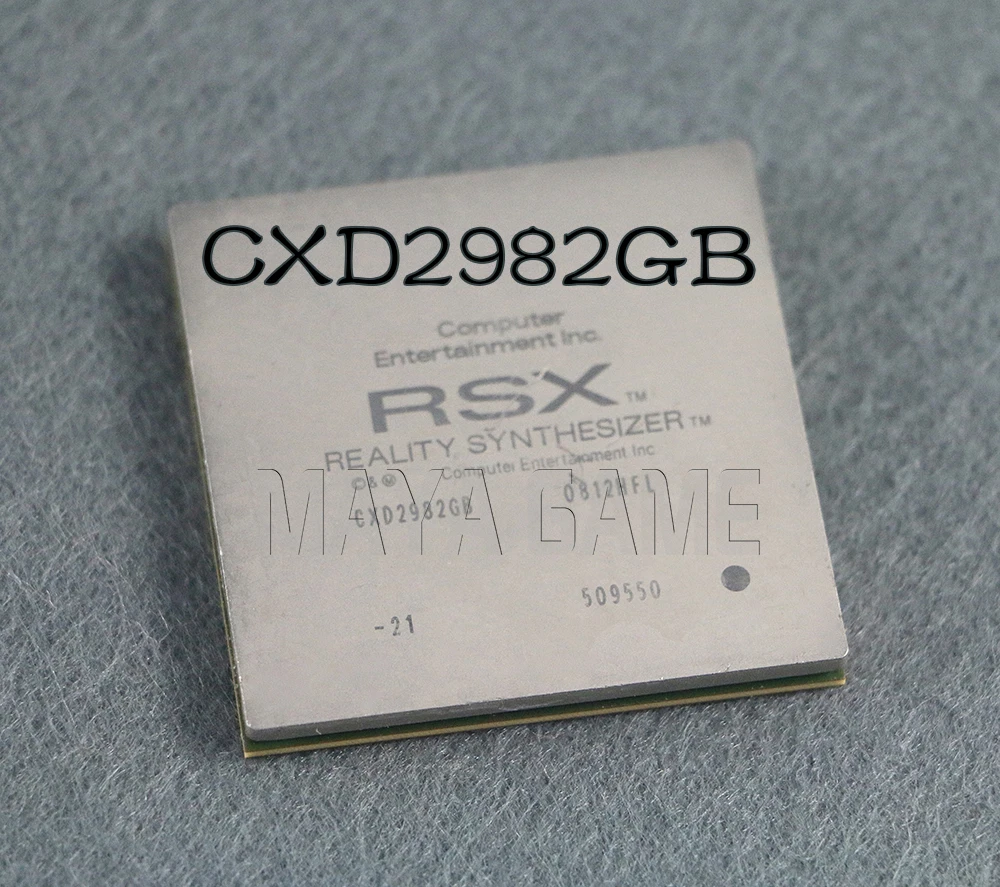 CXD2982GB
Computer
Entertainment Inc.
RSX™
REALITY SYNTHESIZER™
©&Ⓜ Computer Entertainment Inc
CXD2982GB 0812HFL
MAYA GAME
509550
-21